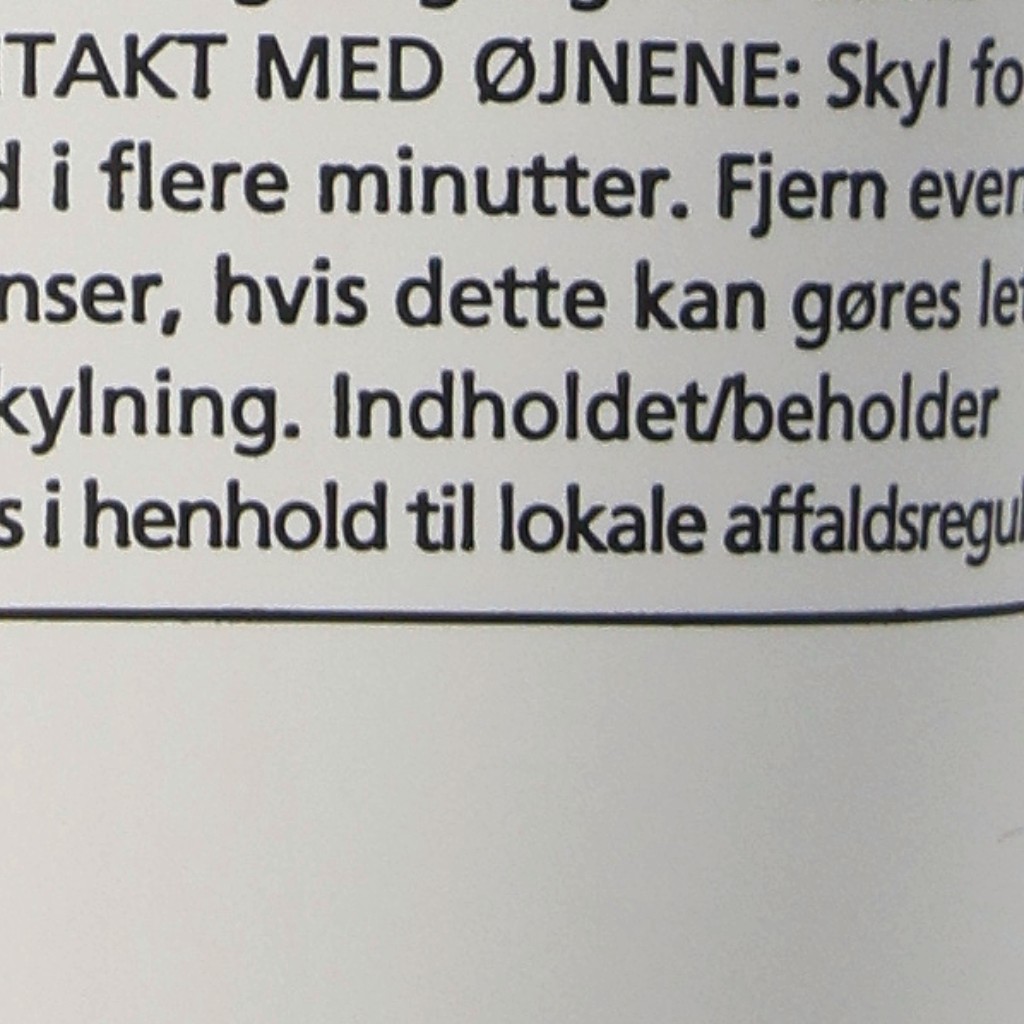 TAKT MED ØJNENE: Skyl fo
d i flere minutter. Fjern even
nser, hvis dette kan gøres let
kylning. Indholdet/beholder
s i henhold til lokale affaldsregul